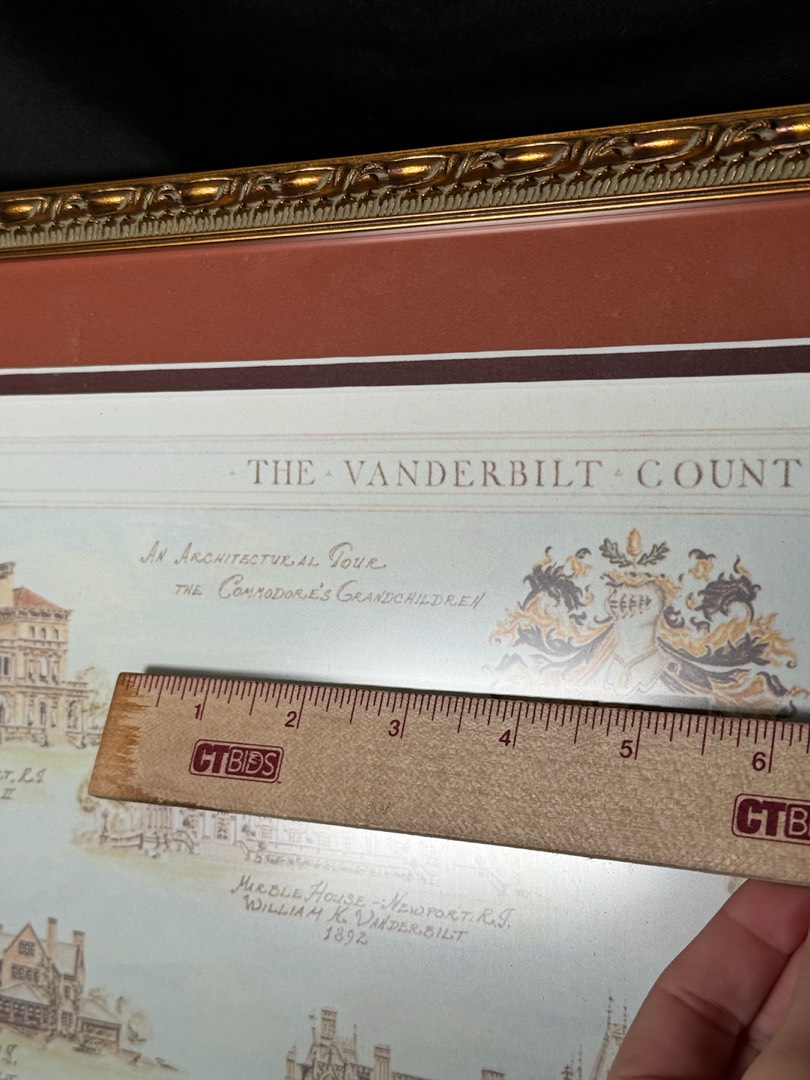 · THE · VANDERBILT · COUNT
AN ARCHITECTURAL TOUR
THE COMMODORE'S GRANDCHILDREN
1 2 3 4 5 6
CTBIDS
CTB
T, R.I.
II
MARBLE HOUSE - NEWPORT, R.I.
WILLIAM K. VANDERBILT
1892